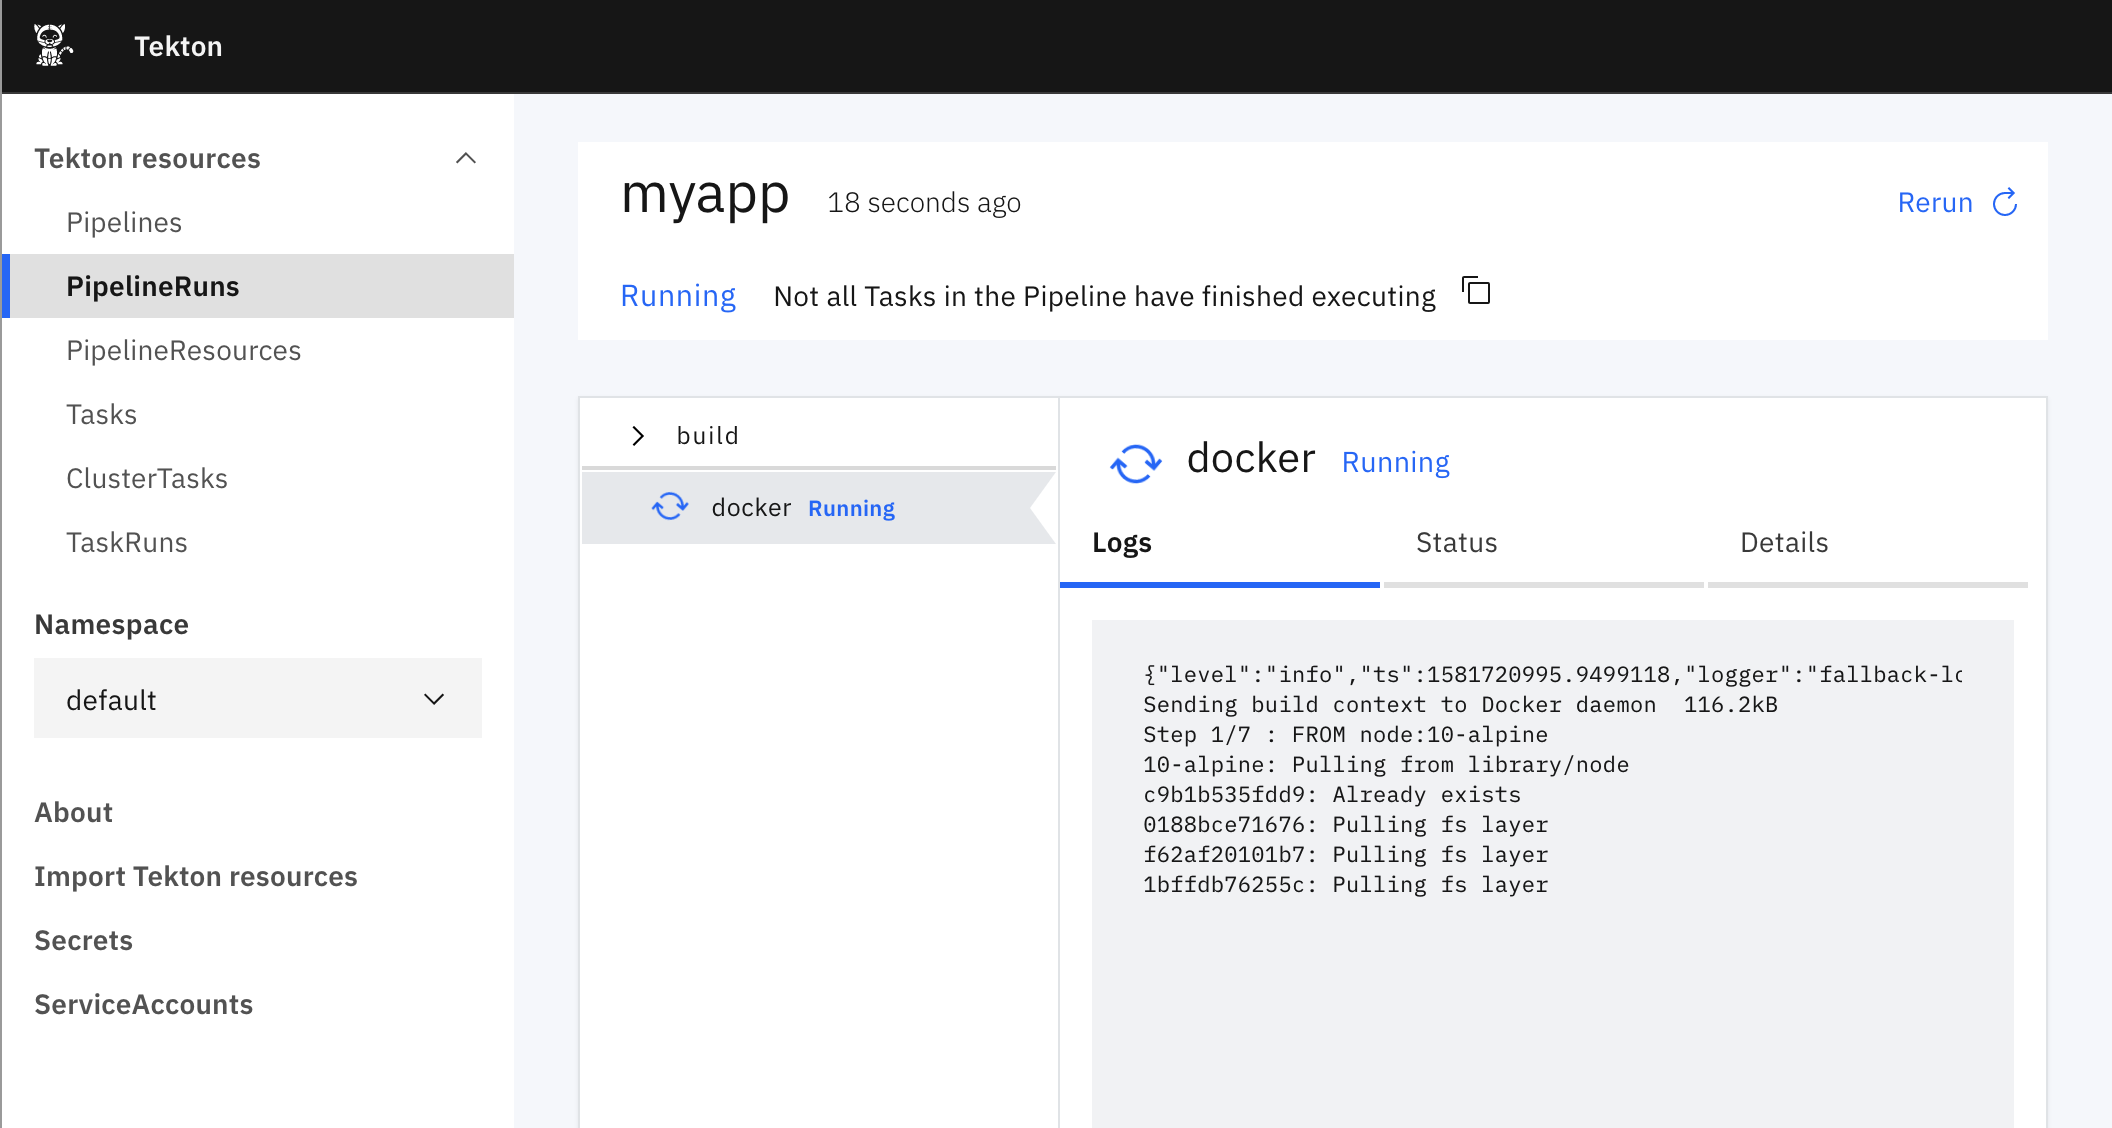 Tekton
Tekton resources
Pipelines
PipelineRuns
PipelineResources
Tasks
ClusterTasks
TaskRuns
Namespace
default
About
Import Tekton resources
Secrets
ServiceAccounts
myapp 18 seconds ago
Rerun
Running Not all Tasks in the Pipeline have finished executing
build
docker Running
docker Running
Logs Status Details
{"level":"info","ts":1581720995.9499118,"logger":"fallback-lo
Sending build context to Docker daemon  116.2kB
Step 1/7 : FROM node:10-alpine
10-alpine: Pulling from library/node
c9b1b535fdd9: Already exists
0188bce71676: Pulling fs layer
f62af20101b7: Pulling fs layer
1bffdb76255c: Pulling fs layer